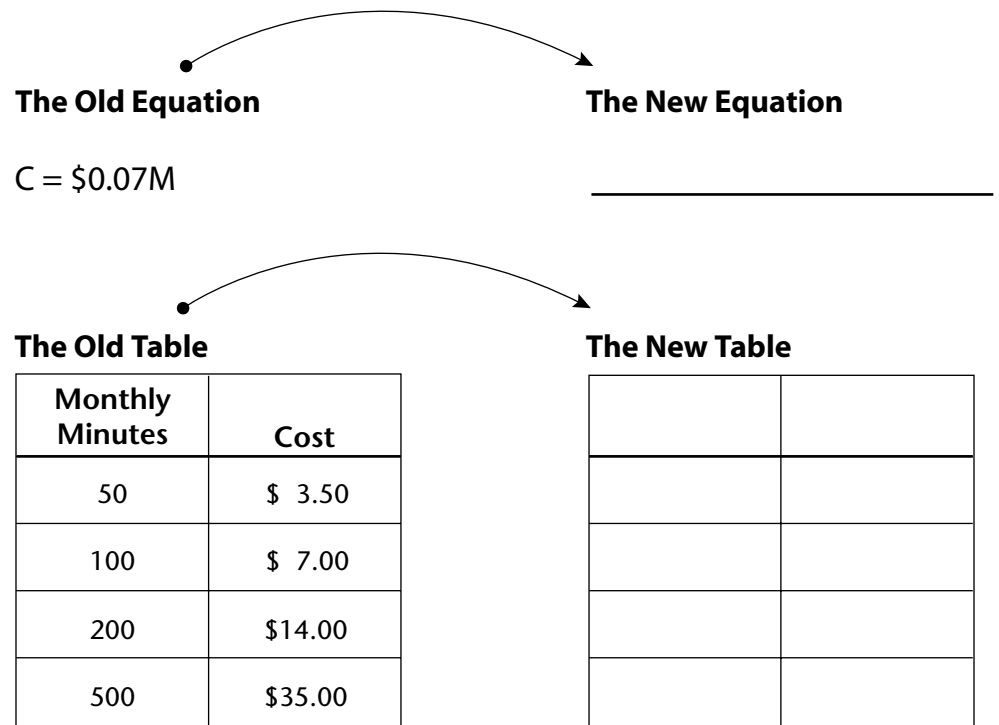 The Old Equation
The New Equation
C = $0.07M
The Old Table
The New Table
Monthly
Minutes
Cost
50 $ 3.50
100 $ 7.00
200 $14.00
500 $35.00